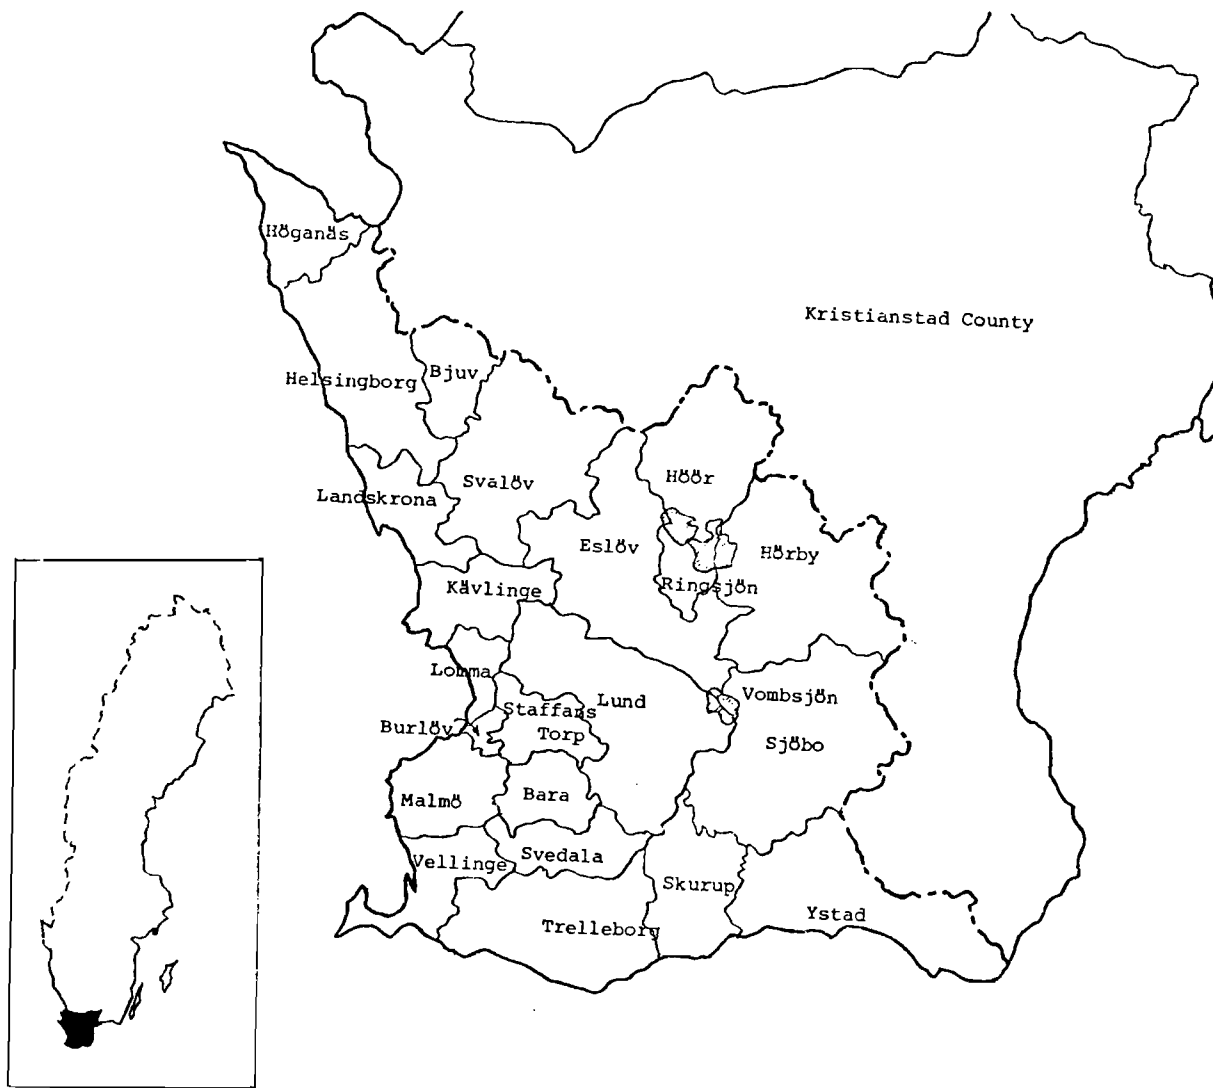 Höganäs
Kristianstad County
Helsingborg
Bjuv
Svalöv
Höör
Landskrona
Eslöv
Hörby
Kävlinge
Ringsjön
Lomma
Lund
Vombsjön
Staffans
Torp
Burlöv
Sjöbo
Malmö
Bara
Vellinge
Svedala
Skurup
Trelleborg
Ystad